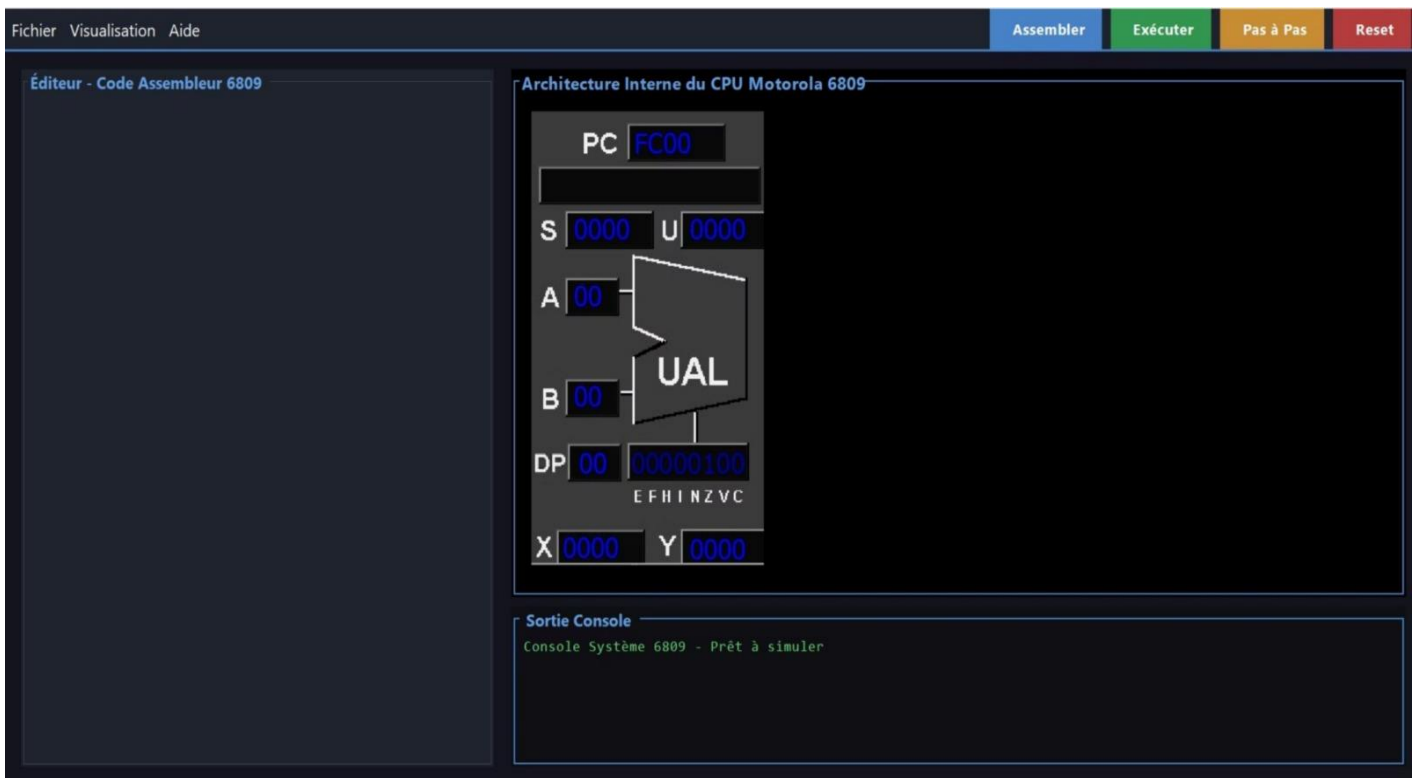 Fichier Visualisation Aide
Assembler Exécuter Pas à Pas Reset
Éditeur - Code Assembleur 6809
Architecture Interne du CPU Motorola 6809
PC FC00
S 0000 U 0000
A 00
UAL
B 00
DP 00 00000100
E F H I N Z V C
X 0000 Y 0000
Sortie Console
Console Système 6809 - Prêt à simuler